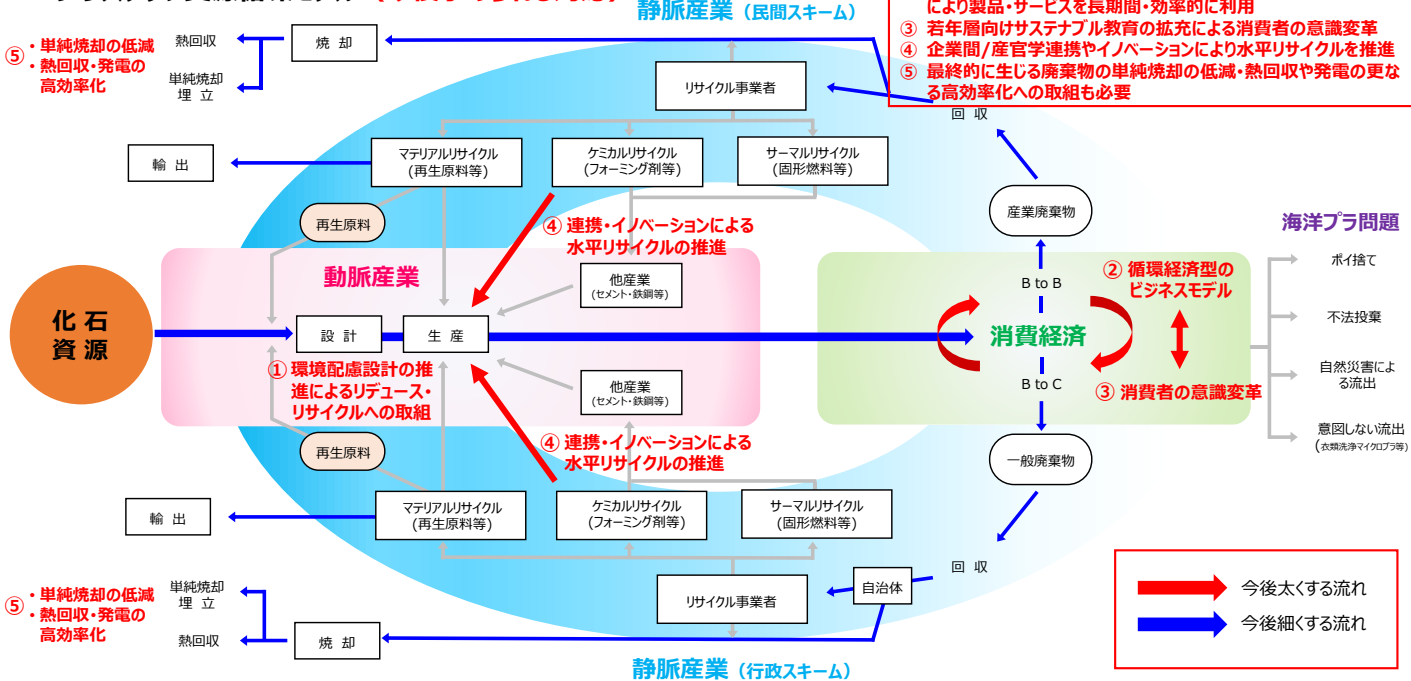 静脈産業（民間スキーム）
により製品・サービスを長期間・効率的に利用
③ 若年層向けサステナブル教育の拡充による消費者の意識変革
④ 企業間/産官学連携やイノベーションにより水平リサイクルを推進
⑤ 最終的に生じる廃棄物の単純焼却の低減・熱回収や発電の更な
る高効率化への取組も必要
⑤
・単純焼却の低減
・熱回収・発電の
高効率化
熱回収
単純焼却
埋 立
焼 却
リサイクル事業者
回 収
輸 出
マテリアルリサイクル
(再生原料等)
ケミカルリサイクル
(フォーミング剤等)
サーマルリサイクル
(固形燃料等)
産業廃棄物
再生原料
④ 連携・イノベーションによる
水平リサイクルの推進
海洋プラ問題
動脈産業
他産業
(セメント・鉄鋼等)
B to B
② 循環経済型の
ビジネスモデル
ポイ捨て
化 石
資 源
設 計
生 産
消費経済
不法投棄
① 環境配慮設計の推
進によるリデュース・
リサイクルへの取組
他産業
(セメント・鉄鋼等)
B to C
③ 消費者の意識変革
自然災害によ
る流出
再生原料
④ 連携・イノベーションによる
水平リサイクルの推進
一般廃棄物
意図しない流出
(衣類洗浄マイクロプラ等)
輸 出
マテリアルリサイクル
(再生原料等)
ケミカルリサイクル
(フォーミング剤等)
サーマルリサイクル
(固形燃料等)
回 収
自治体
リサイクル事業者
⑤
・単純焼却の低減
・熱回収・発電の
高効率化
単純焼却
埋 立
熱回収
焼 却
静脈産業（行政スキーム）
今後太くする流れ
今後細くする流れ